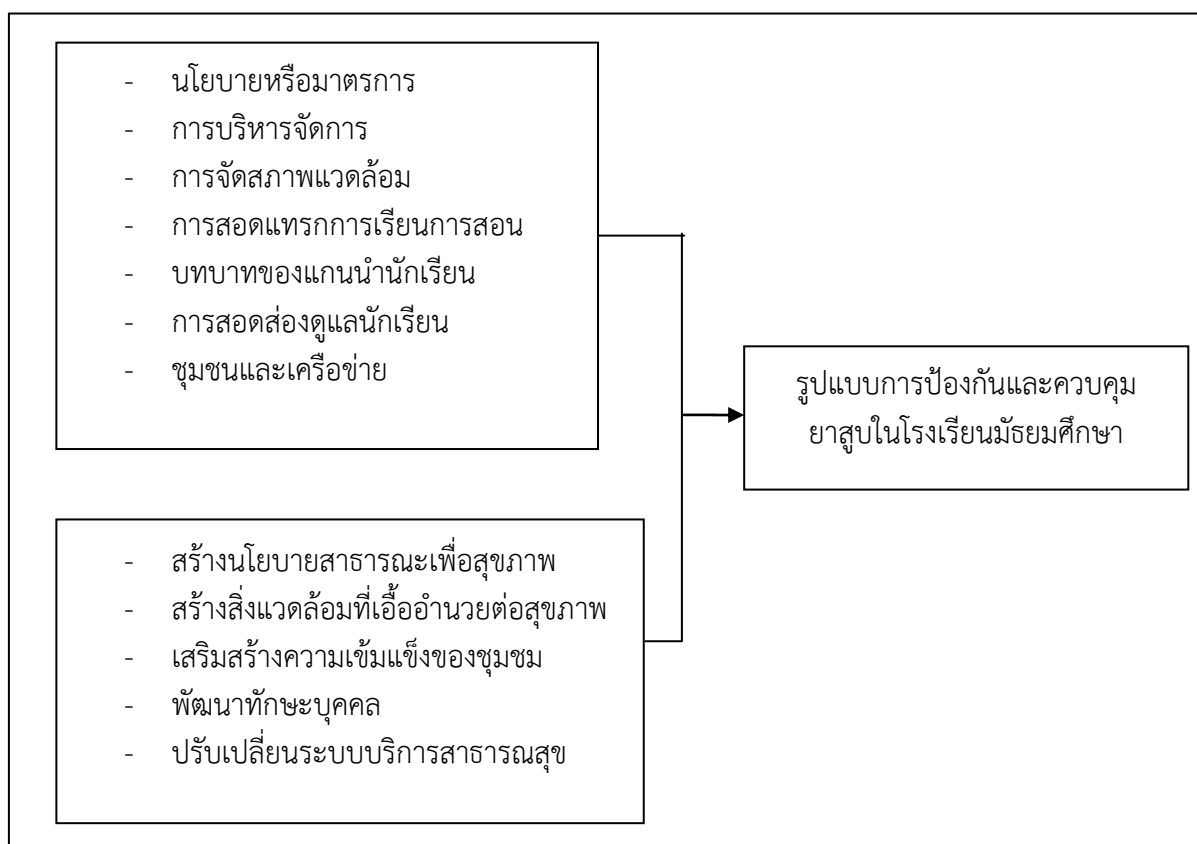 - นโยบายหรือมาตรการ
- การบริหารจัดการ
- การจัดสภาพแวดล้อม
- การสอดแทรกการเรียนการสอน
- บทบาทของแกนนำนักเรียน
- การสอดส่องดูแลนักเรียน
- ชุมชนและเครือข่าย
รูปแบบการป้องกันและควบคุม
ยาสูบในโรงเรียนมัธยมศึกษา
- สร้างนโยบายสาธารณะเพื่อสุขภาพ
- สร้างสิ่งแวดล้อมที่เอื้ออำนวยต่อสุขภาพ
- เสริมสร้างความเข้มแข็งของชุมชม
- พัฒนาทักษะบุคคล
- ปรับเปลี่ยนระบบบริการสาธารณสุข